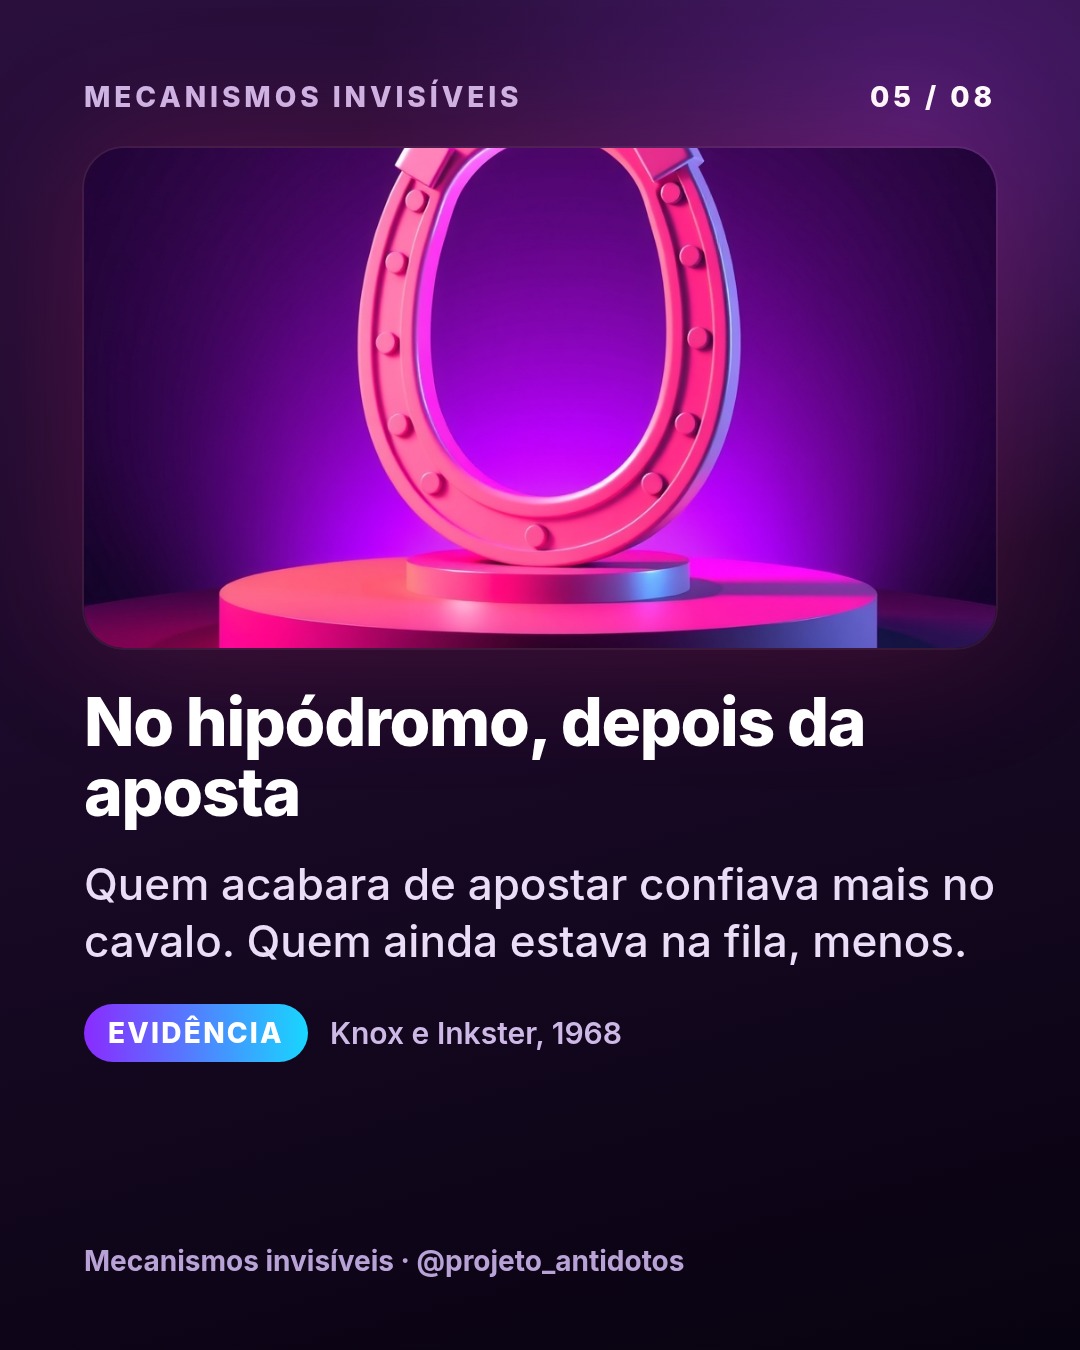 MECANISMOS INVISÍVEIS
05 / 08
No hipódromo, depois da
aposta
Quem acabara de apostar confiava mais no
cavalo. Quem ainda estava na fila, menos.
EVIDÊNCIA Knox e Inkster, 1968
Mecanismos invisíveis · @projeto_antidotos